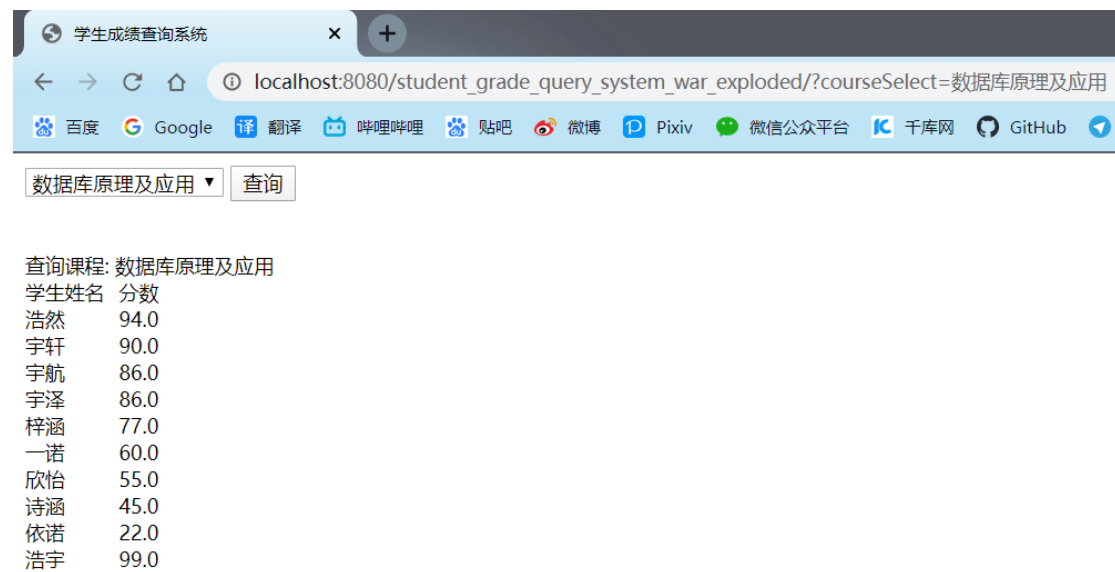 学生成绩查询系统
localhost:8080/student_grade_query_system_war_exploded/?courseSelect=数据库原理及应用
百度 Google 译 翻译 哔哩哔哩 贴吧 微博 Pixiv 微信公众平台 IC 千库网 GitHub
数据库原理及应用 查询
查询课程: 数据库原理及应用
学生姓名 分数
浩然 94.0
宇轩 90.0
宇航 86.0
宇泽 86.0
梓涵 77.0
一诺 60.0
欣怡 55.0
诗涵 45.0
依诺 22.0
浩宇 99.0